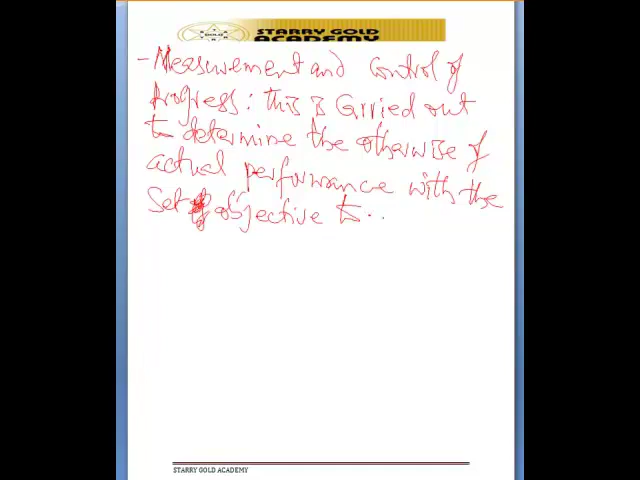 STARRY GOLD
ACADEMY
- Measurement and control of
progress: this is Carried out
to determine the otherwise of
actual performance with the
Set objective to..
STARRY GOLD ACADEMY